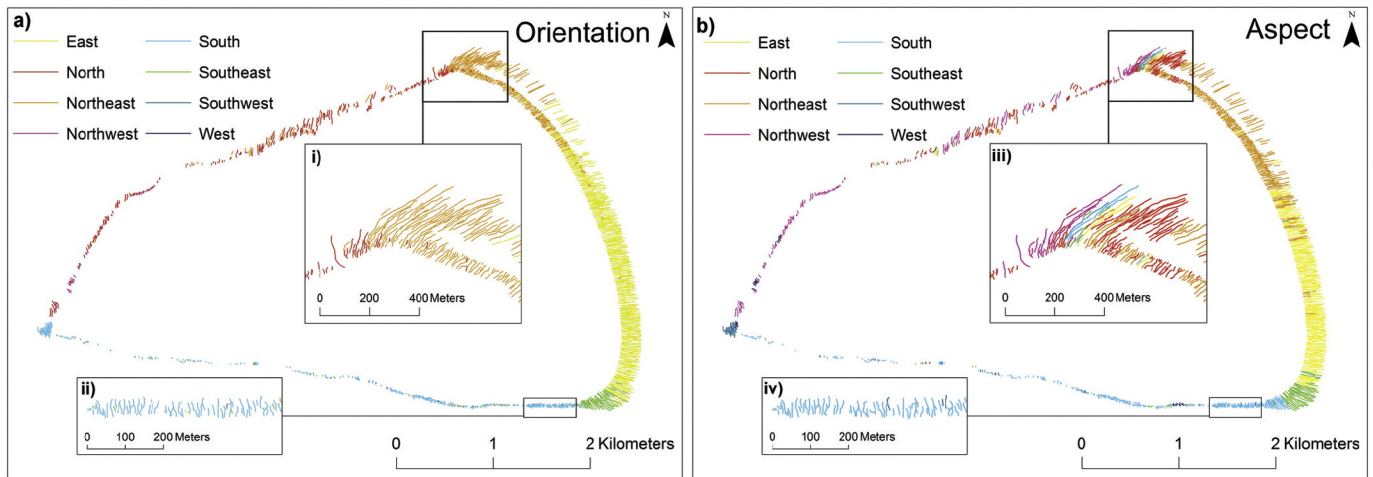 a)
Orientation
N
East
South
North
Southeast
Northeast
Southwest
Northwest
West
i)
0 200 400 Meters
ii)
0 100 200 Meters
0 1 2 Kilometers
b)
Aspect
N
East
South
North
Southeast
Northeast
Southwest
Northwest
West
iii)
0 200 400 Meters
iv)
0 100 200 Meters
0 1 2 Kilometers